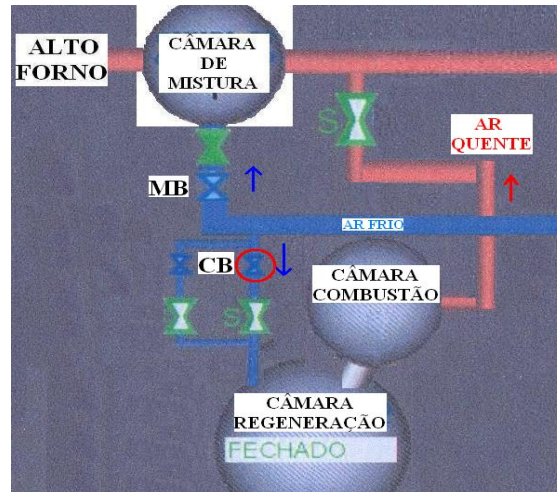 ALTO
FORNO
CÂMARA
DE
MISTURA
S
AR
QUENTE
MB
AR FRIO
CB
CÂMARA
COMBUSTÃO
S
S
CÂMARA
REGENERAÇÃO
FECHADO